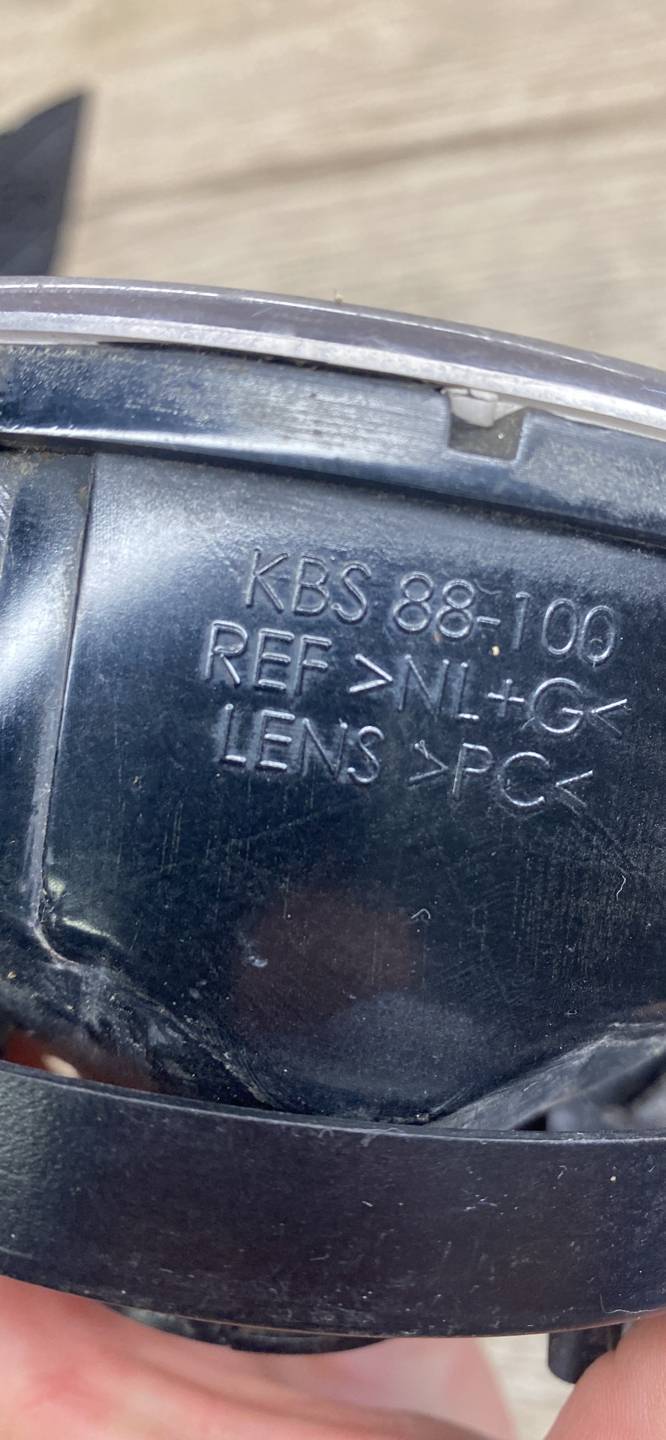 KBS 88-100
REF >NL+G<
LENS >PC<